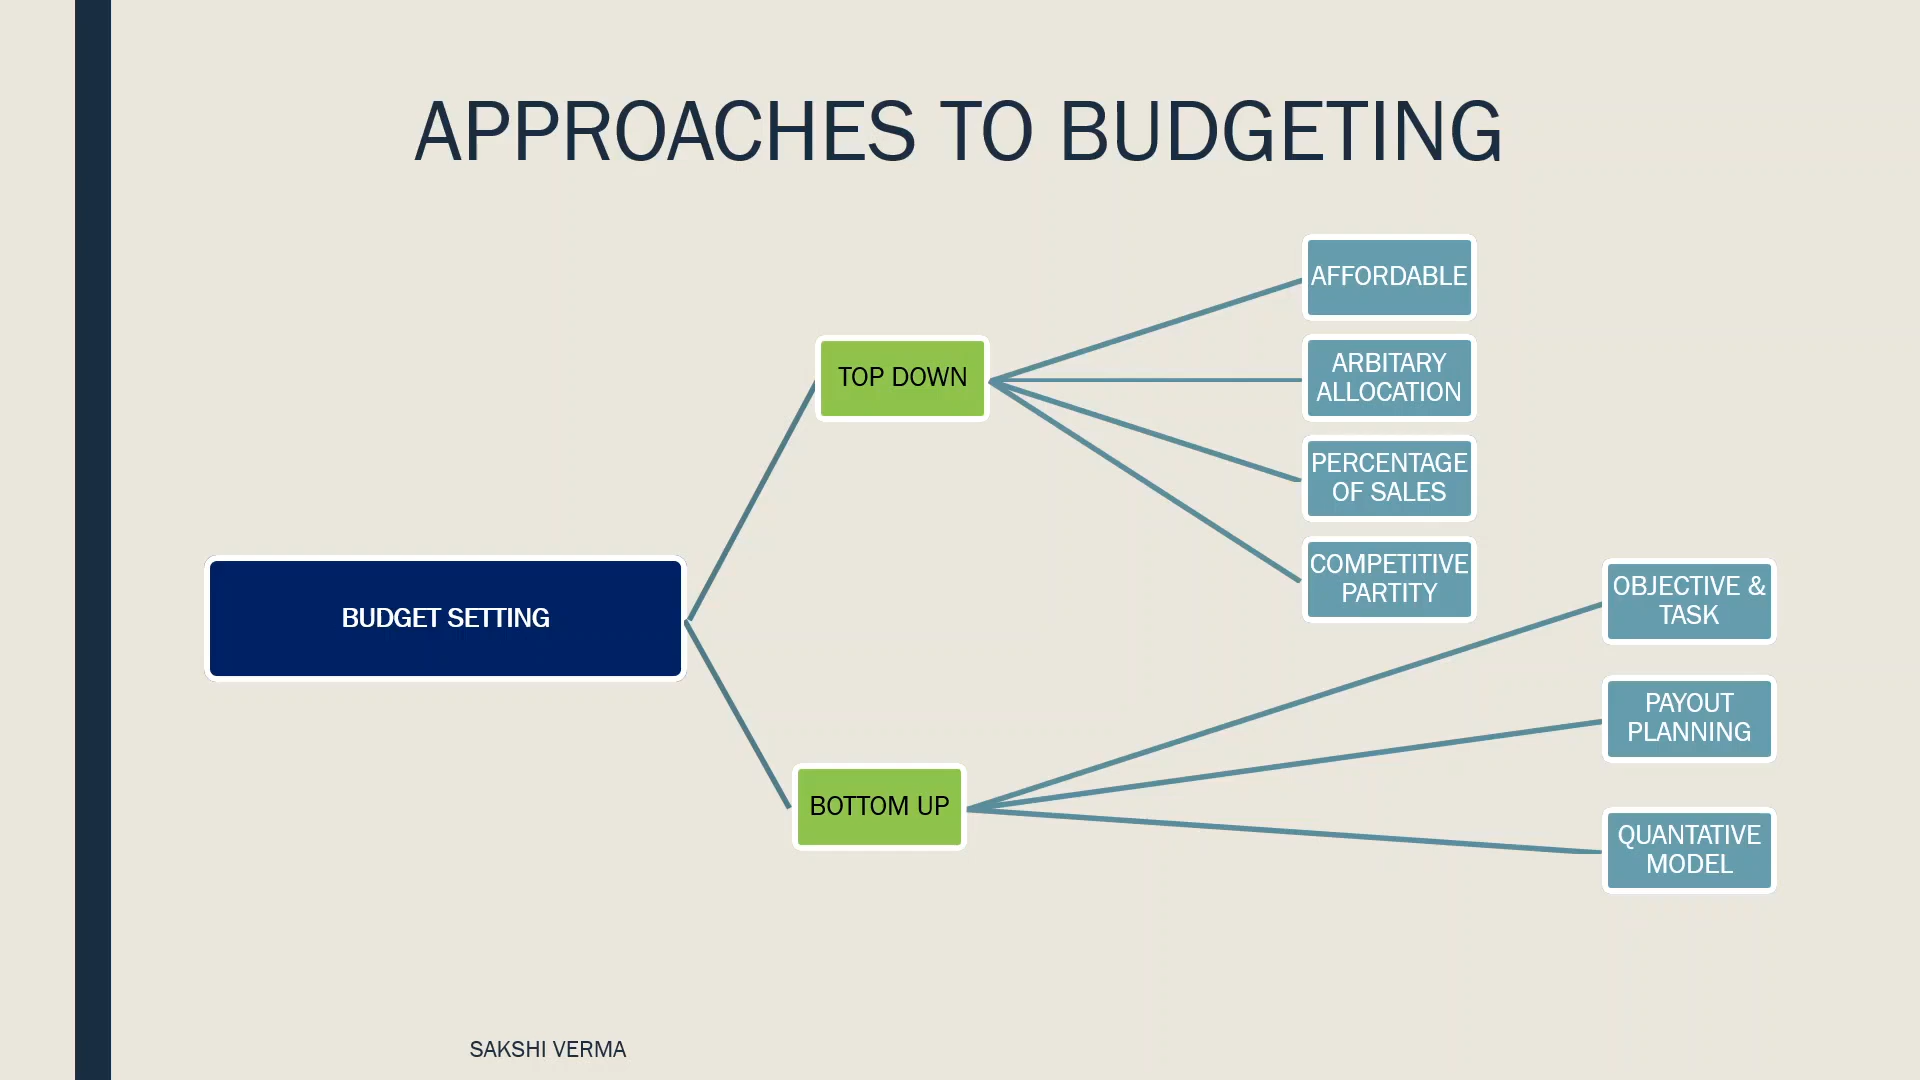 APPROACHES TO BUDGETING
AFFORDABLE
TOP DOWN
ARBITARY
ALLOCATION
PERCENTAGE
OF SALES
COMPETITIVE
PARTITY
BUDGET SETTING
OBJECTIVE &
TASK
PAYOUT
PLANNING
BOTTOM UP
QUANTATIVE
MODEL
SAKSHI VERMA